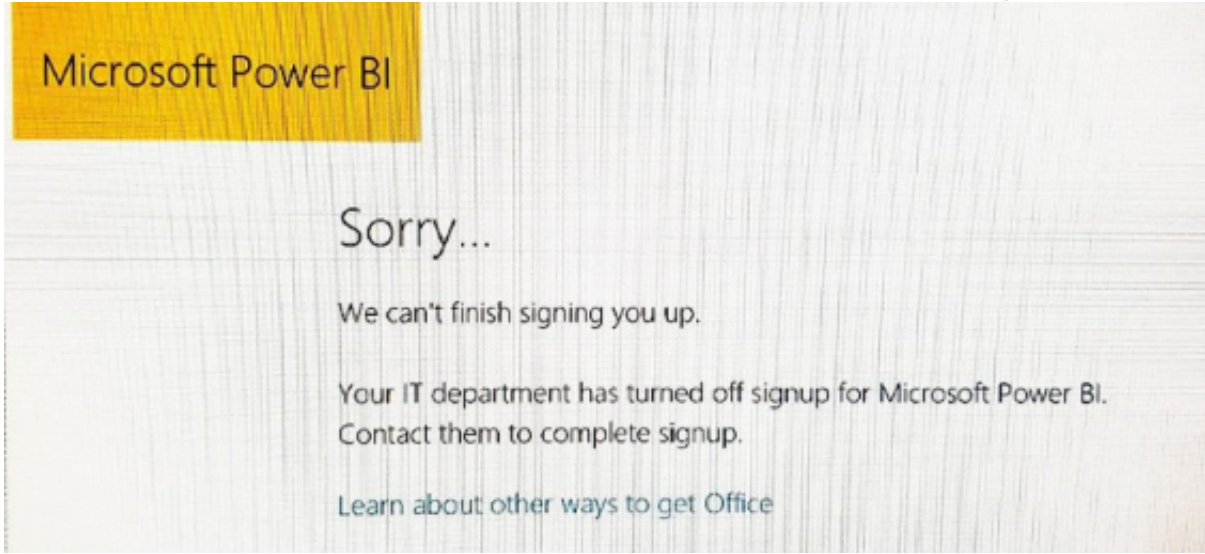 Microsoft Power BI
Sorry...
We can't finish signing you up.
Your IT department has turned off signup for Microsoft Power BI.
Contact them to complete signup.
Learn about other ways to get Office